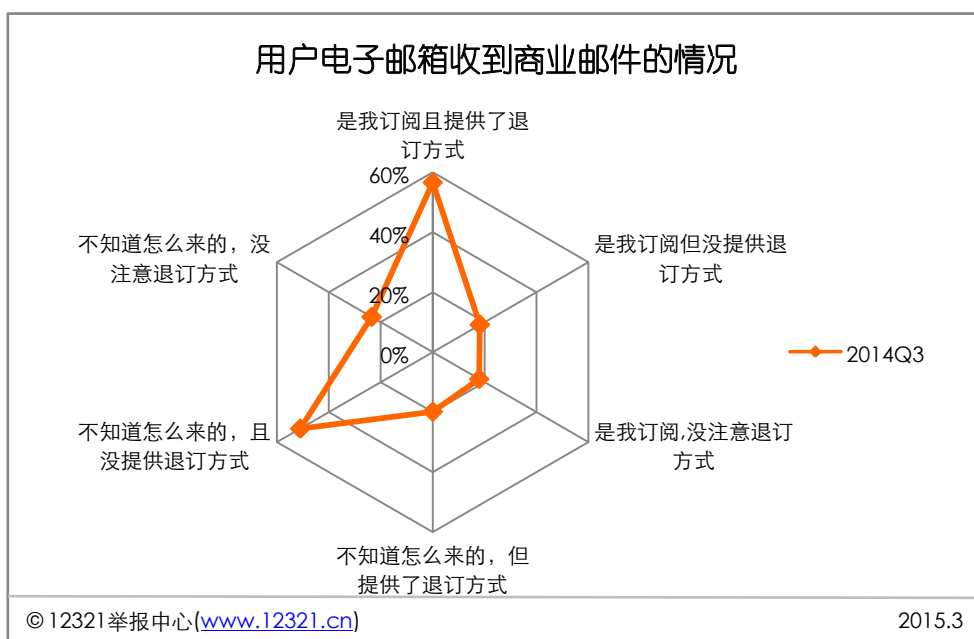 用户电子邮箱收到商业邮件的情况
是我订阅且提供了退
订方式
60%
不知道怎么来的，没
注意退订方式
40%
是我订阅但没提供退
订方式
20%
0%
2014Q3
不知道怎么来的，且
没提供退订方式
是我订阅,没注意退订
方式
不知道怎么来的，但
提供了退订方式
©12321举报中心(www.12321.cn)
2015.3